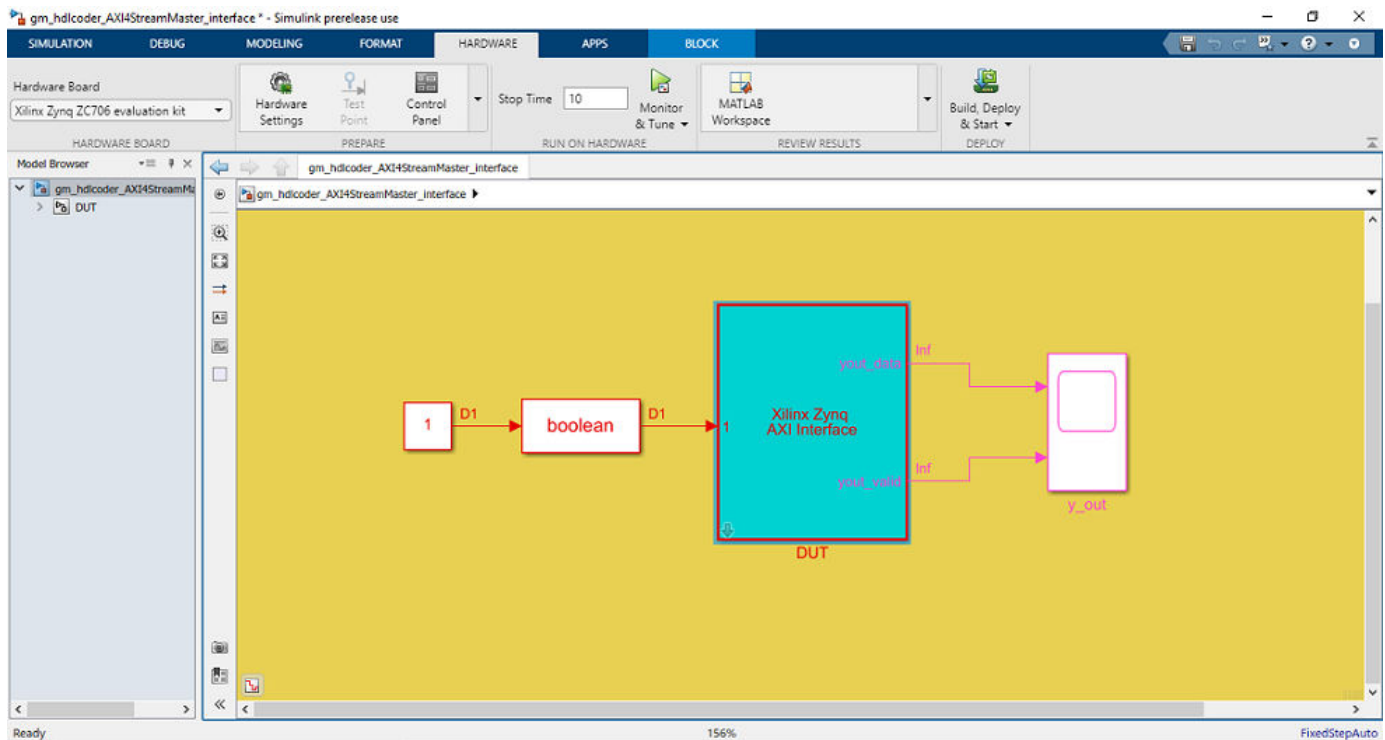 gm_hdlcoder_AXI4StreamMaster_interface * - Simulink prerelease use
SIMULATION DEBUG MODELING FORMAT HARDWARE APPS BLOCK
Hardware Board
Xilinx Zynq ZC706 evaluation kit
Hardware Settings
Test Point
Control Panel
Stop Time 10
Monitor & Tune
MATLAB Workspace
Build, Deploy & Start
HARDWARE BOARD PREPARE RUN ON HARDWARE REVIEW RESULTS DEPLOY
Model Browser
gm_hdlcoder_AXI4StreamMa
DUT
gm_hdlcoder_AXI4StreamMaster_interface
gm_hdlcoder_AXI4StreamMaster_interface
1
D1
boolean
D1
1
Xilinx Zynq
AXI Interface
yout_data
Inf
yout_valid
Inf
DUT
y_out
Ready 156% FixedStepAuto